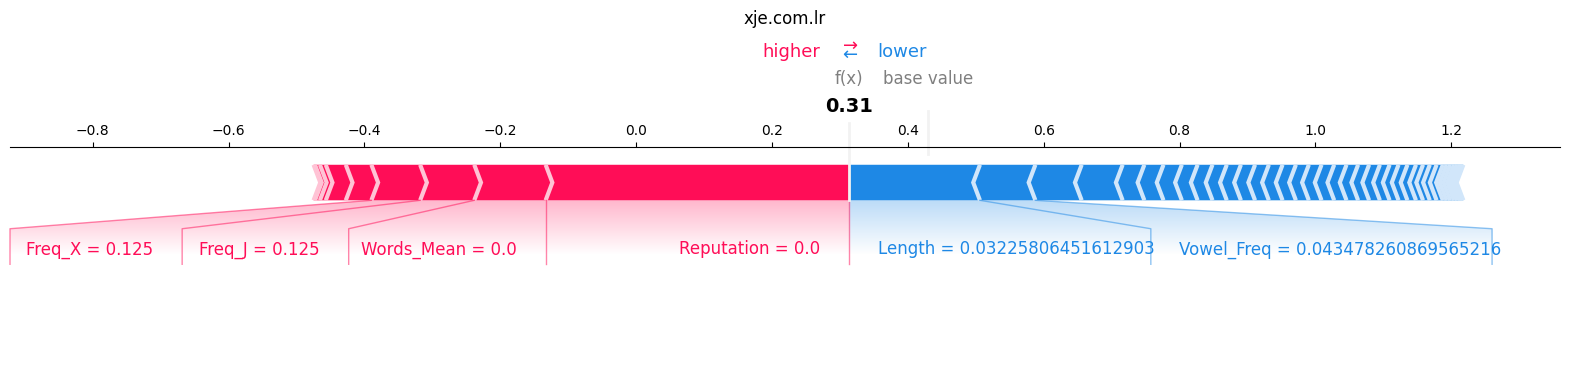 xje.com.lr
higher → ← lower
f(x) base value
0.31
−0.8 −0.6 −0.4 −0.2 0.0 0.2 0.4 0.6 0.8 1.0 1.2
Freq_X = 0.125 Freq_J = 0.125 Words_Mean = 0.0 Reputation = 0.0 Length = 0.03225806451612903 Vowel_Freq = 0.043478260869565216